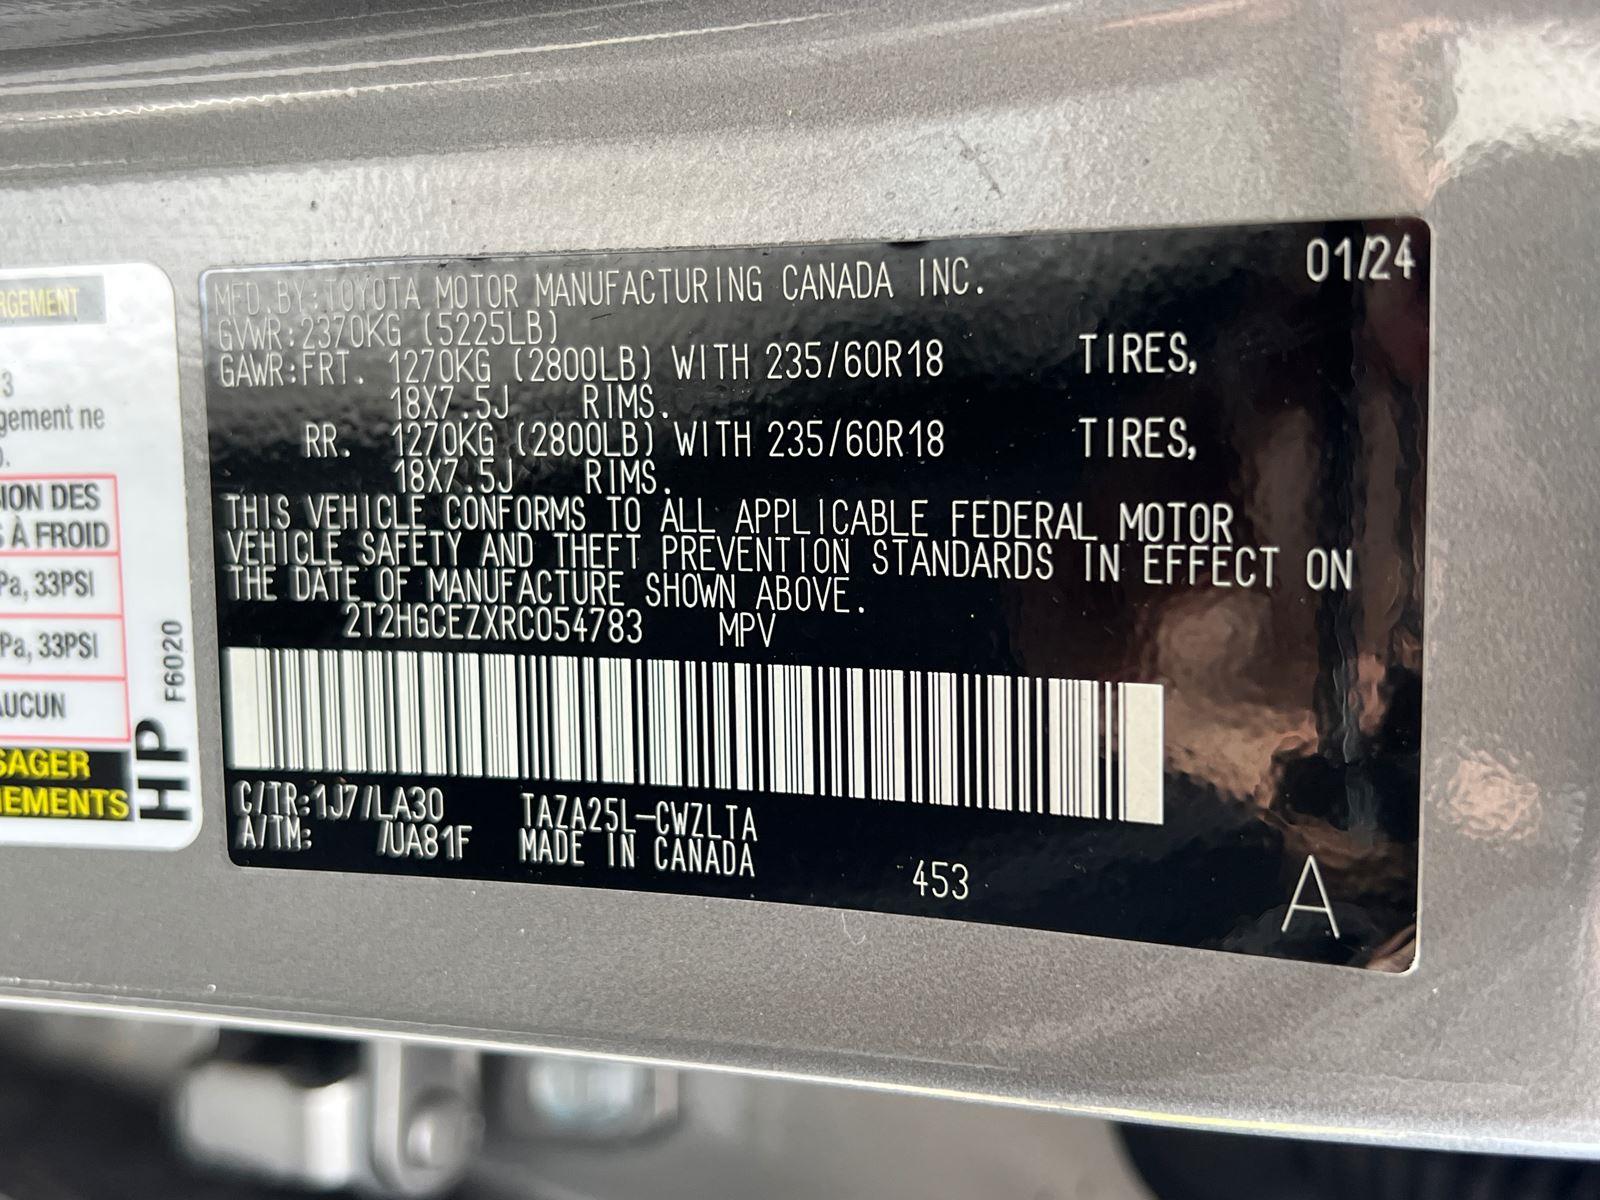 RGEMENT
3
gement ne
ION DES
S À FROID
Pa, 33PSI
Pa, 33PSI
AUCUN
SAGER
NEMENTS
HP F6020
01/24
MFD.BY:TOYOTA MOTOR MANUFACTURING CANADA INC.
GVWR:2370KG (5225LB)
GAWR:FRT. 1270KG (2800LB) WITH 235/60R18 TIRES,
18X7.5J RIMS.
RR. 1270KG (2800LB) WITH 235/60R18 TIRES,
18X7.5J RIMS.
THIS VEHICLE CONFORMS TO ALL APPLICABLE FEDERAL MOTOR
VEHICLE SAFETY AND THEFT PREVENTION STANDARDS IN EFFECT ON
THE DATE OF MANUFACTURE SHOWN ABOVE.
2T2HGCEZXRC054783 MPV
C/TR:1J7/LA30 TAZA25L-CWZLTA
A/TM: /UA81F MADE IN CANADA
453
A